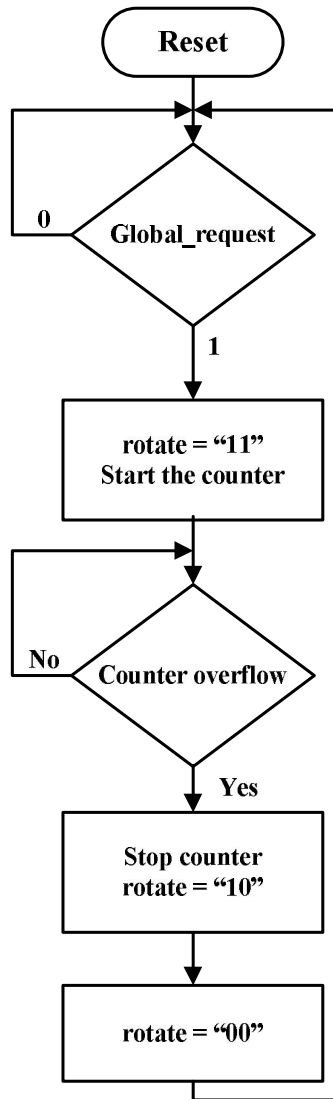 Reset
0
Global_request
1
rotate = “11”
Start the counter
No
Counter overflow
Yes
Stop counter
rotate = “10”
rotate = “00”